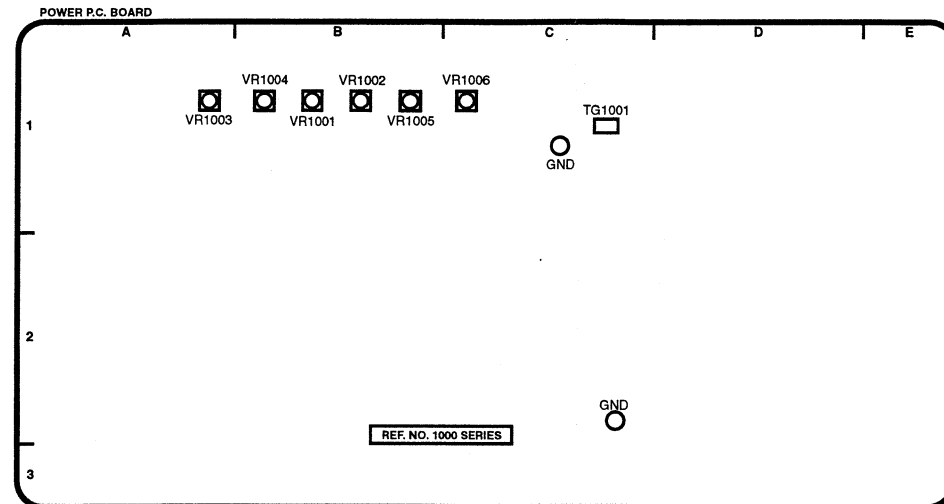 POWER P.C. BOARD
A B C D E
VR1004 VR1002 VR1006
VR1003 VR1001 VR1005
TG1001
1
GND
2
GND
REF. NO. 1000 SERIES
3